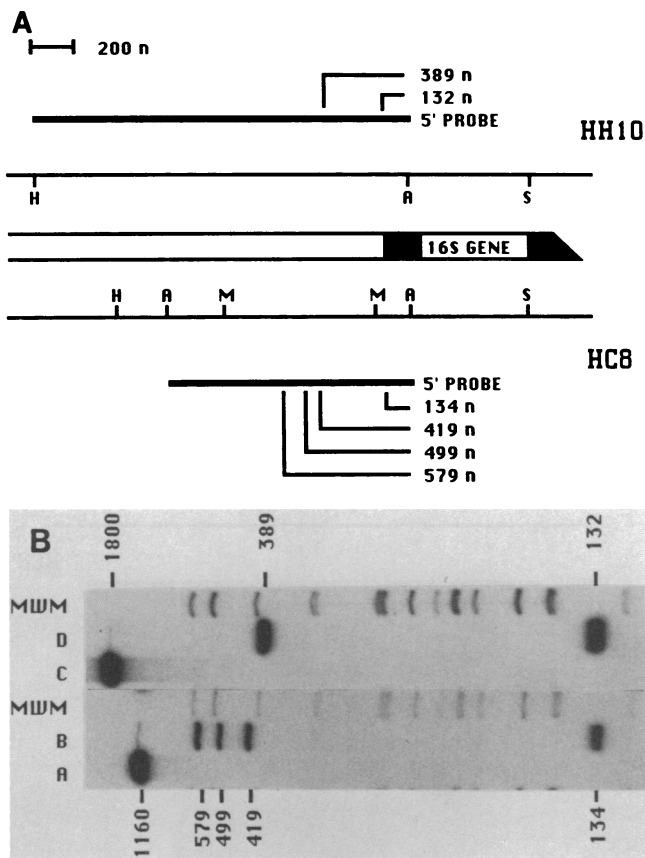 A
200 n
389 n
132 n
5' PROBE
HH10
H A S
16S GENE
H A M M A S
HC8
5' PROBE
134 n
419 n
499 n
579 n
B
1800 389 132
MWM
D
C
MWM
B
A
1160 579 499 419 134